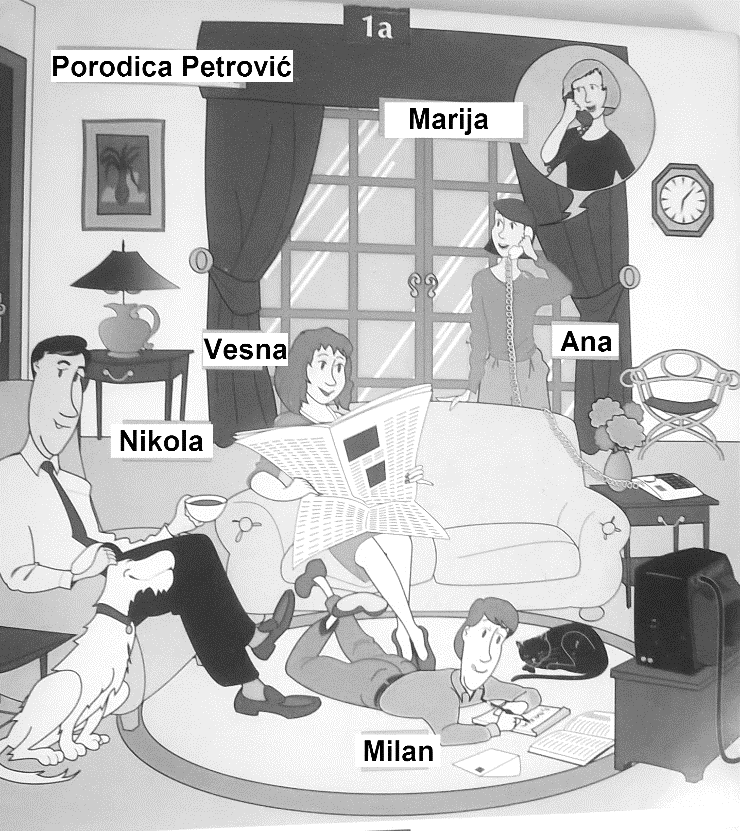 1a
Porodica Petrović
Marija
Vesna
Ana
Nikola
Milan